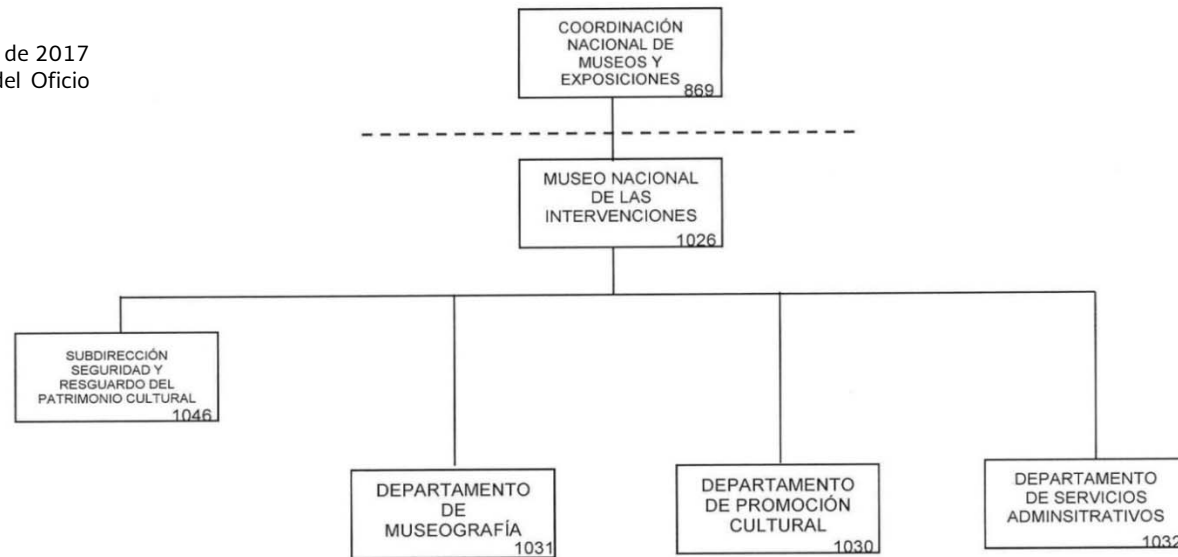 de 2017
del Oficio
COORDINACIÓN
NACIONAL DE
MUSEOS Y
EXPOSICIONES
869
MUSEO NACIONAL
DE LAS
INTERVENCIONES
1026
SUBDIRECCIÓN
SEGURIDAD Y
RESGUARDO DEL
PATRIMONIO CULTURAL
1046
DEPARTAMENTO
DE
MUSEOGRAFÍA
1031
DEPARTAMENTO
DE PROMOCIÓN
CULTURAL
1030
DEPARTAMENTO
DE SERVICIOS
ADMINSITRATIVOS
1032